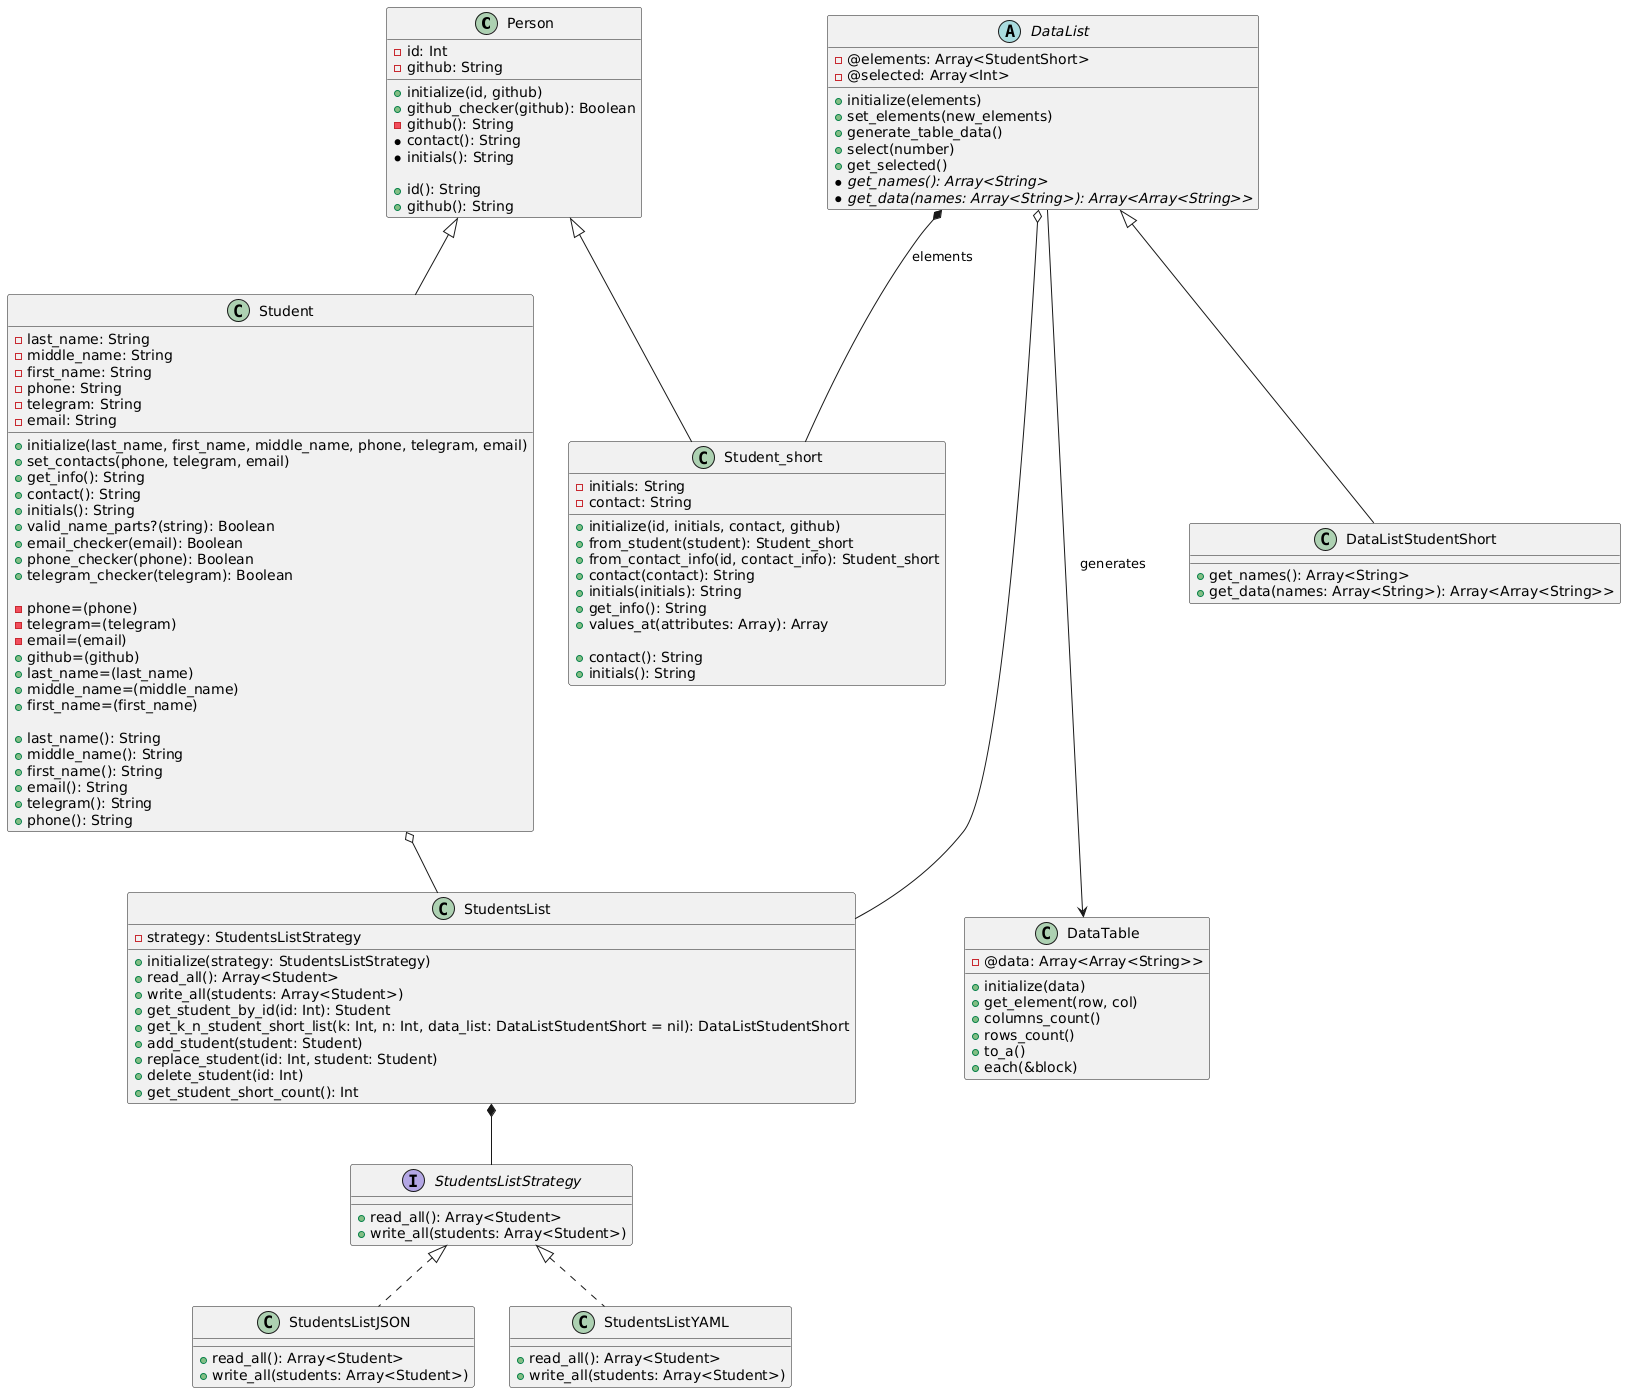 C Person
id: Int
github: String
initialize(id, github)
github_checker(github): Boolean
github(): String
contact(): String
initials(): String
id(): String
github(): String
A DataList
@elements: Array<StudentShort>
@selected: Array<Int>
initialize(elements)
set_elements(new_elements)
generate_table_data()
select(number)
get_selected()
get_names(): Array<String>
get_data(names: Array<String>): Array<Array<String>>
elements
C Student
last_name: String
middle_name: String
first_name: String
phone: String
telegram: String
email: String
initialize(last_name, first_name, middle_name, phone, telegram, email)
set_contacts(phone, telegram, email)
get_info(): String
contact(): String
initials(): String
valid_name_parts?(string): Boolean
email_checker(email): Boolean
phone_checker(phone): Boolean
telegram_checker(telegram): Boolean
phone=(phone)
telegram=(telegram)
email=(email)
github=(github)
last_name=(last_name)
middle_name=(middle_name)
first_name=(first_name)
last_name(): String
middle_name(): String
first_name(): String
email(): String
telegram(): String
phone(): String
C Student_short
initials: String
contact: String
initialize(id, initials, contact, github)
from_student(student): Student_short
from_contact_info(id, contact_info): Student_short
contact(contact): String
initials(initials): String
get_info(): String
values_at(attributes: Array): Array
contact(): String
initials(): String
generates
C DataListStudentShort
get_names(): Array<String>
get_data(names: Array<String>): Array<Array<String>>
C StudentsList
strategy: StudentsListStrategy
initialize(strategy: StudentsListStrategy)
read_all(): Array<Student>
write_all(students: Array<Student>)
get_student_by_id(id: Int): Student
get_k_n_student_short_list(k: Int, n: Int, data_list: DataListStudentShort = nil): DataListStudentShort
add_student(student: Student)
replace_student(id: Int, student: Student)
delete_student(id: Int)
get_student_short_count(): Int
C DataTable
@data: Array<Array<String>>
initialize(data)
get_element(row, col)
columns_count()
rows_count()
to_a()
each(&block)
I StudentsListStrategy
read_all(): Array<Student>
write_all(students: Array<Student>)
C StudentsListJSON
read_all(): Array<Student>
write_all(students: Array<Student>)
C StudentsListYAML
read_all(): Array<Student>
write_all(students: Array<Student>)